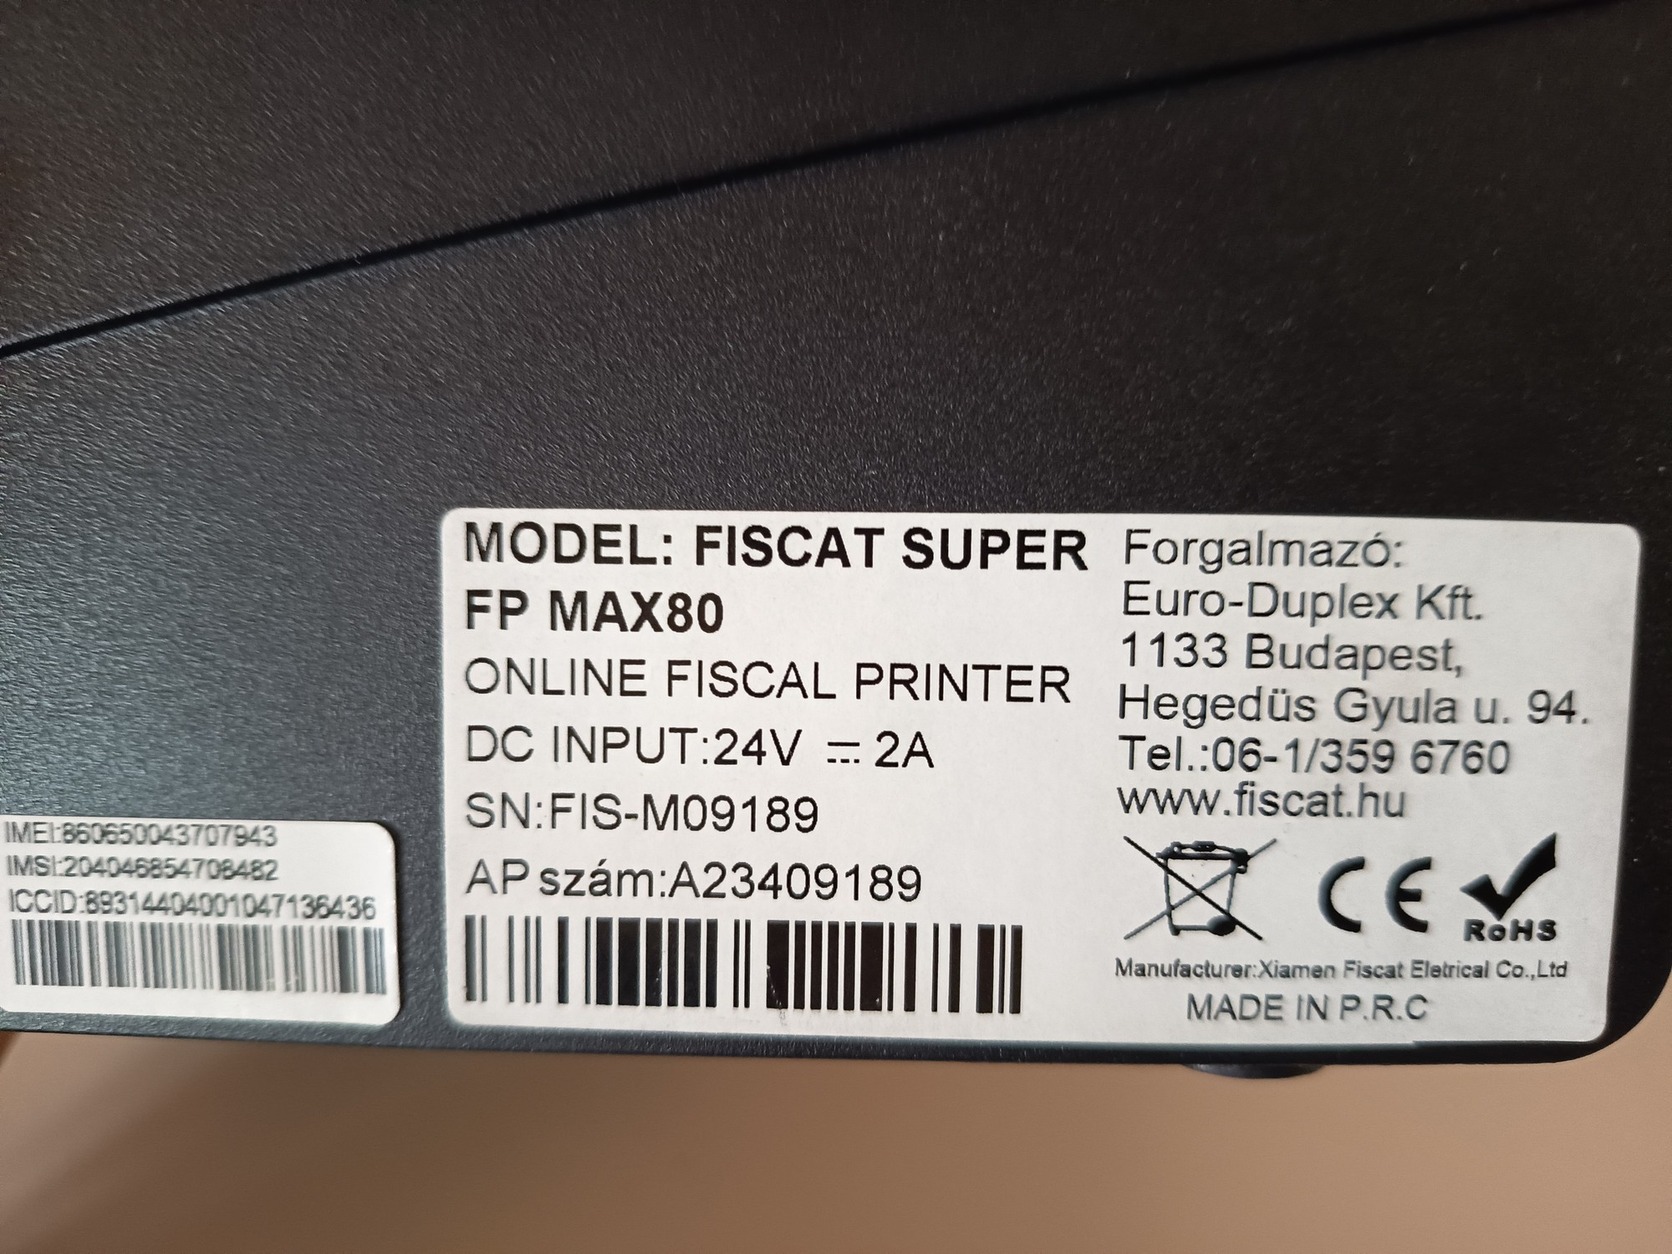 MODEL: FISCAT SUPER
FP MAX80
ONLINE FISCAL PRINTER
DC INPUT:24V ⎓ 2A
SN:FIS-M09189
AP szám:A23409189
Forgalmazó:
Euro-Duplex Kft.
1133 Budapest,
Hegedüs Gyula u. 94.
Tel.:06-1/359 6760
www.fiscat.hu
CE
RoHS
Manufacturer:Xiamen Fiscat Eletrical Co.,Ltd
MADE IN P.R.C
IMEI:860650043707943
IMSI:204046854708482
ICCID:89314404001047136436